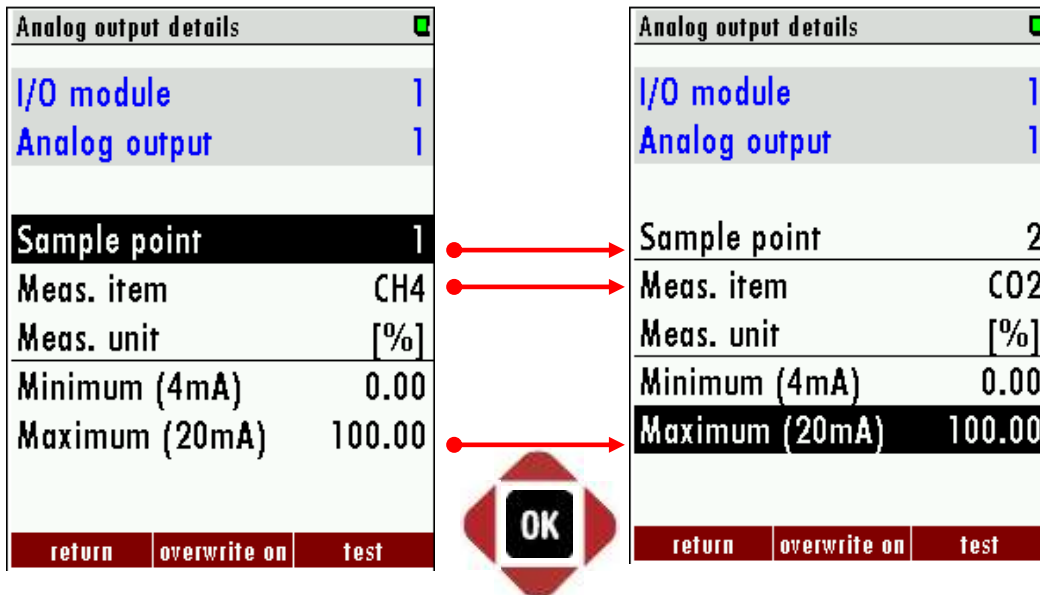 Analog output details
I/O module 1
Analog output 1
Sample point 1
Meas. item CH4
Meas. unit [%]
Minimum (4mA) 0.00
Maximum (20mA) 100.00
return overwrite on test
OK
Analog output details
I/O module 1
Analog output 1
Sample point 2
Meas. item CO2
Meas. unit [%]
Minimum (4mA) 0.00
Maximum (20mA) 100.00
return overwrite on test